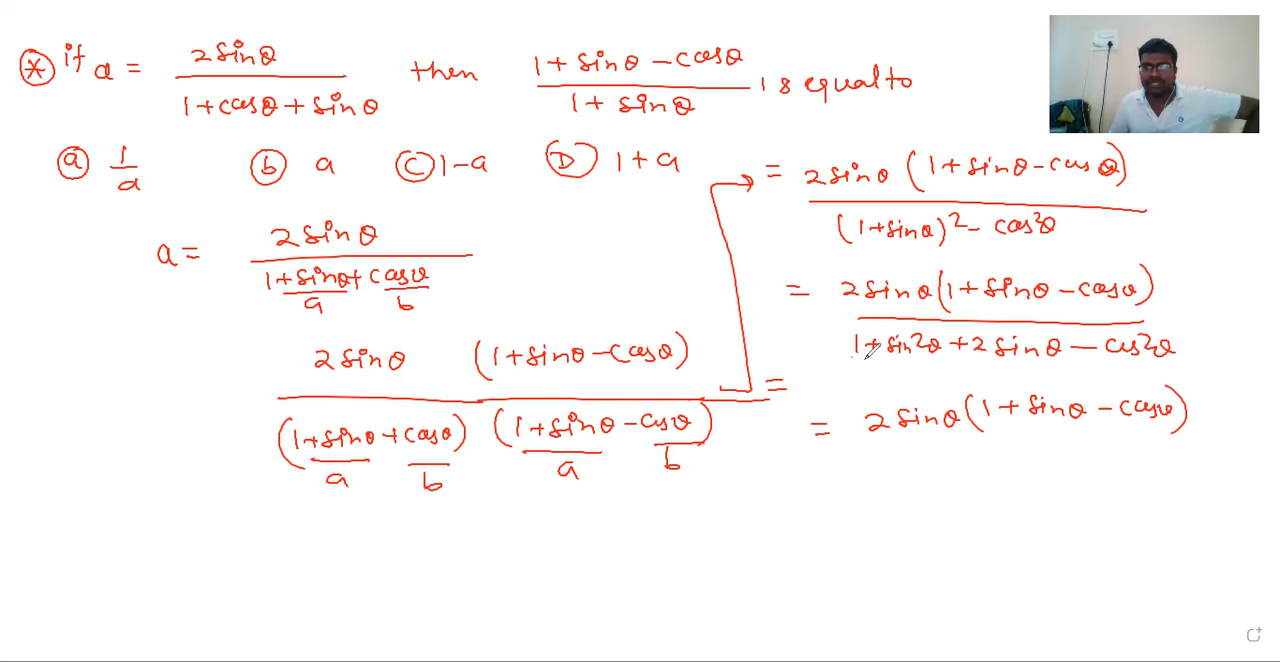 * if a = 2sinθ / (1+cosθ+sinθ) then (1+sinθ-cosθ) / (1+sinθ) is equal to
(a) 1/a (b) a (C) 1-a (D) 1+a
a = 2sinθ / (1+sinθ+cosθ)
a b
2sinθ (1+sinθ-cosθ) / (1+sinθ+cosθ) (1+sinθ-cosθ) =
a b a b
= 2sinθ (1+sinθ-cosθ) / (1+sinθ)²-cos²θ
= 2sinθ(1+sinθ-cosθ) / 1+sin²θ+2sinθ-cos²θ
= 2sinθ(1+sinθ-cosθ)